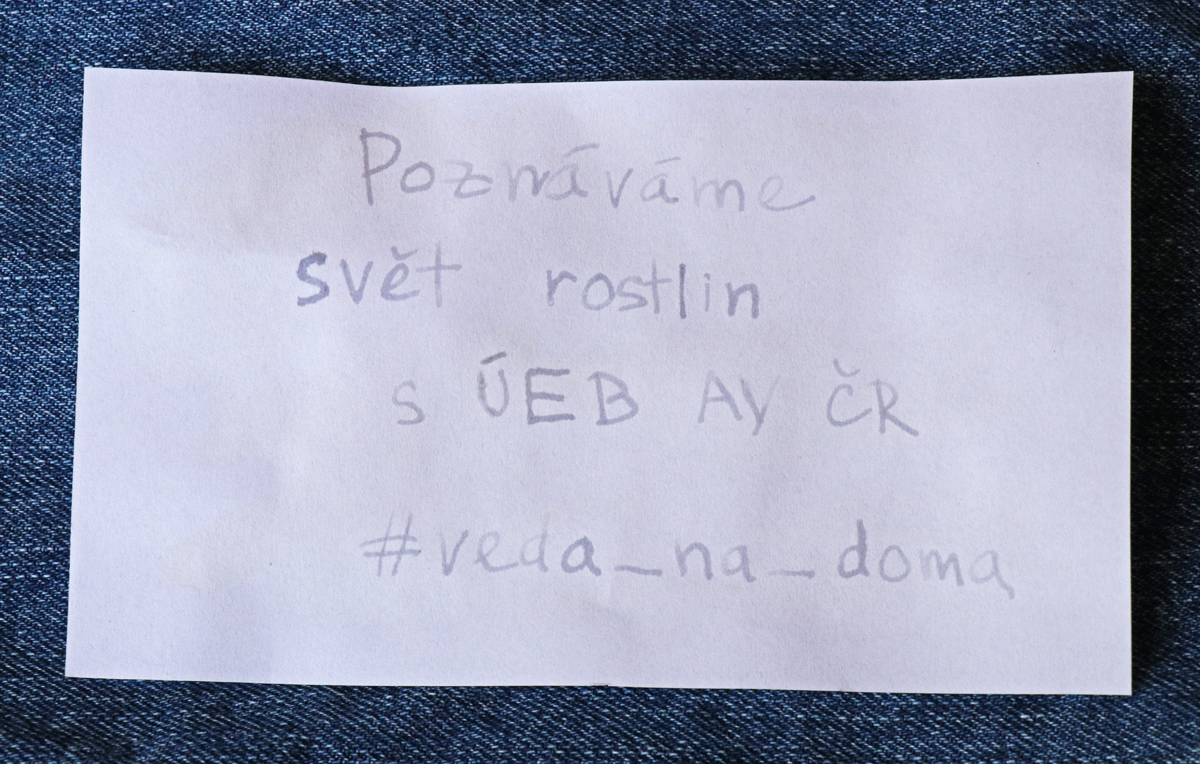 Poznáváme
svět rostlin
s ÚEB AV ČR
#veda_na_doma